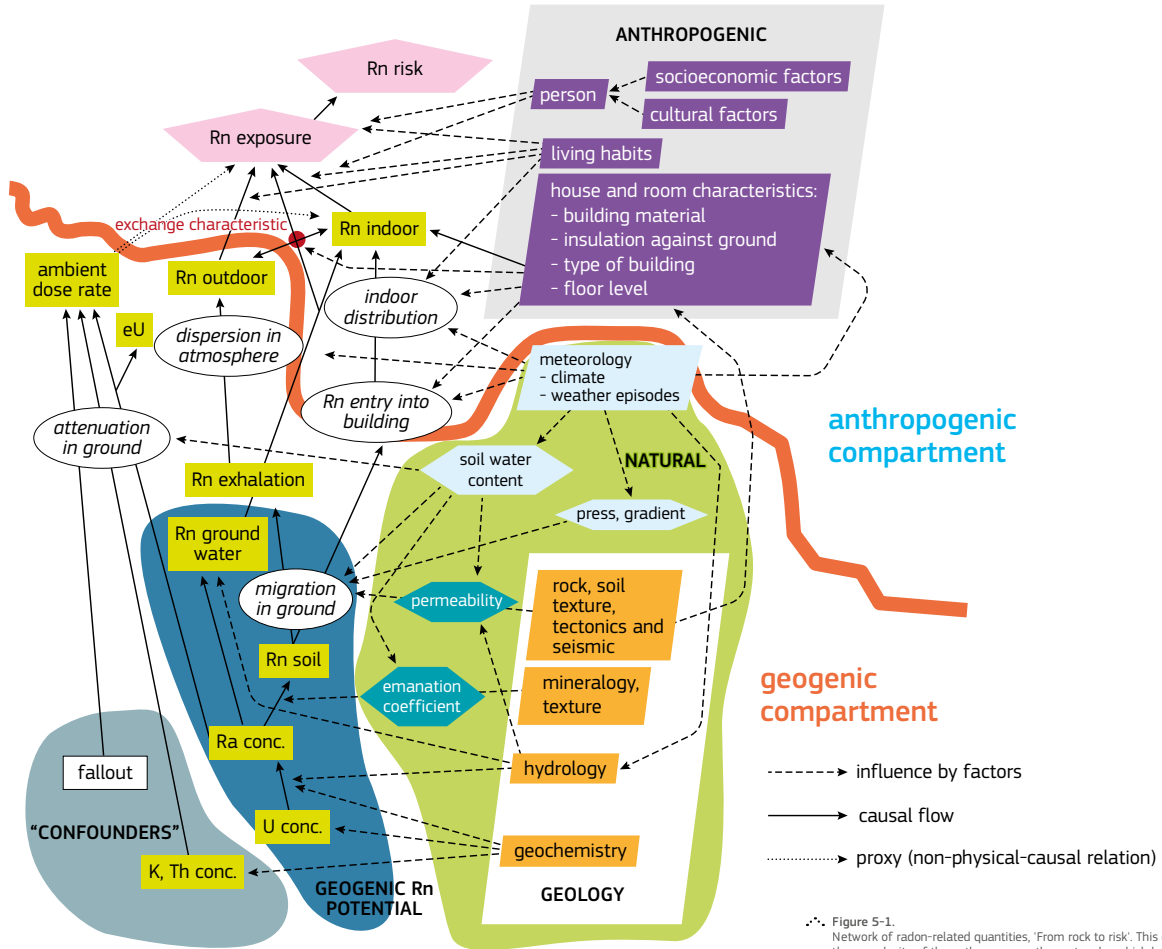 ANTHROPOGENIC
Rn risk
person
socioeconomic factors
cultural factors
Rn exposure
living habits
house and room characteristics:
- building material
- insulation against ground
- type of building
- floor level
exchange characteristic
Rn indoor
ambient
dose rate
Rn outdoor
indoor
distribution
eU
dispersion in
atmosphere
meteorology
- climate
- weather episodes
Rn entry into
building
attenuation
in ground
anthropogenic
compartment
soil water
content
NATURAL
Rn exhalation
press, gradient
Rn ground
water
migration
in ground
permeability
rock, soil
texture,
tectonics and
seismic
Rn soil
emanation
coefficient
mineralogy,
texture
geogenic
compartment
Ra conc.
fallout
hydrology
influence by factors
causal flow
"CONFOUNDERS"
U conc.
geochemistry
proxy (non-physical-causal relation)
K, Th conc.
GEOGENIC Rn
POTENTIAL
GEOLOGY
Figure 5-1.
Network of radon-related quantities, 'From rock to risk'. This